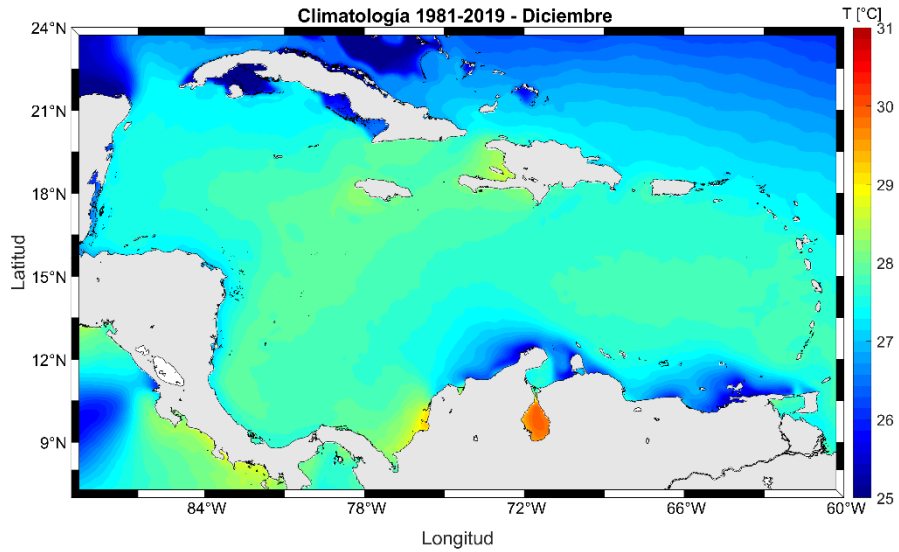 Climatología 1981-2019 - Diciembre
T [°C]
24°N
21°N
18°N
15°N
12°N
9°N
Latitud
84°W
78°W
72°W
66°W
60°W
Longitud
31
30
29
28
27
26
25